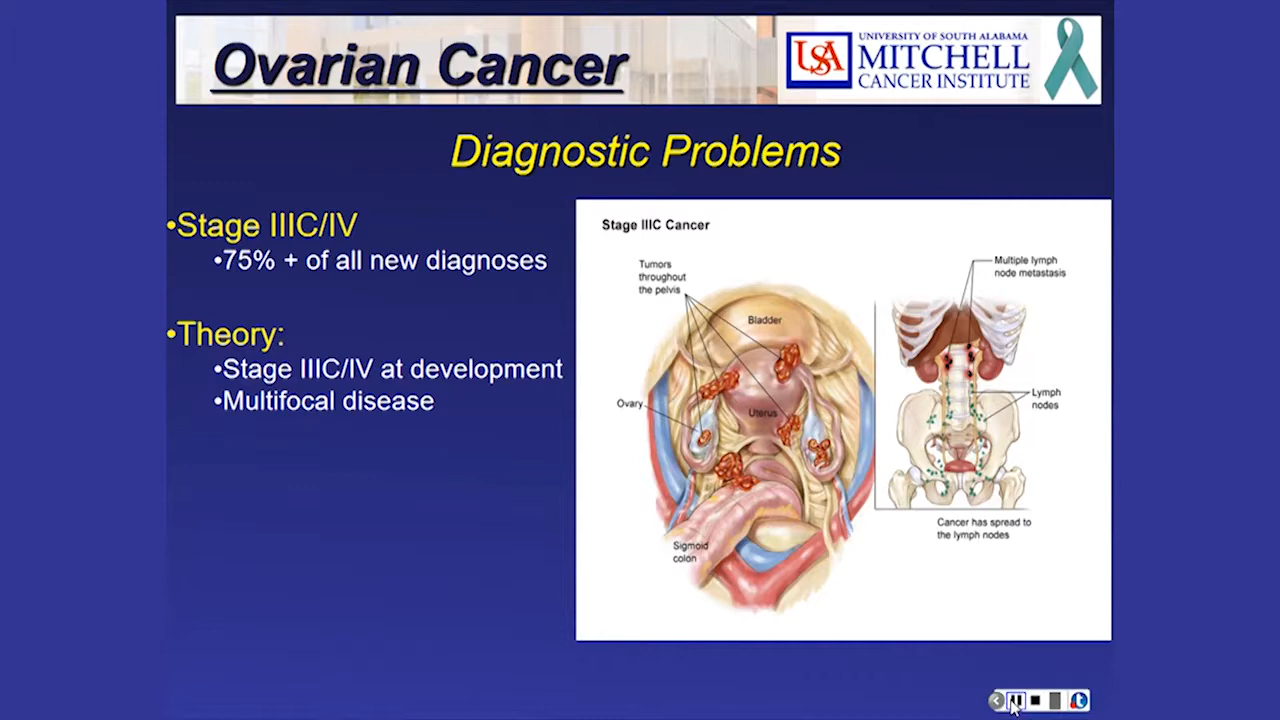 Ovarian Cancer
USA
UNIVERSITY OF SOUTH ALABAMA
MITCHELL
CANCER INSTITUTE
Diagnostic Problems
•Stage IIIC/IV
•75% + of all new diagnoses
•Theory:
•Stage IIIC/IV at development
•Multifocal disease
Stage IIIC Cancer
Tumors
throughout
the pelvis
Bladder
Ovary
Uterus
Sigmoid
colon
Multiple lymph
node metastasis
Lymph
nodes
Cancer has spread to
the lymph nodes